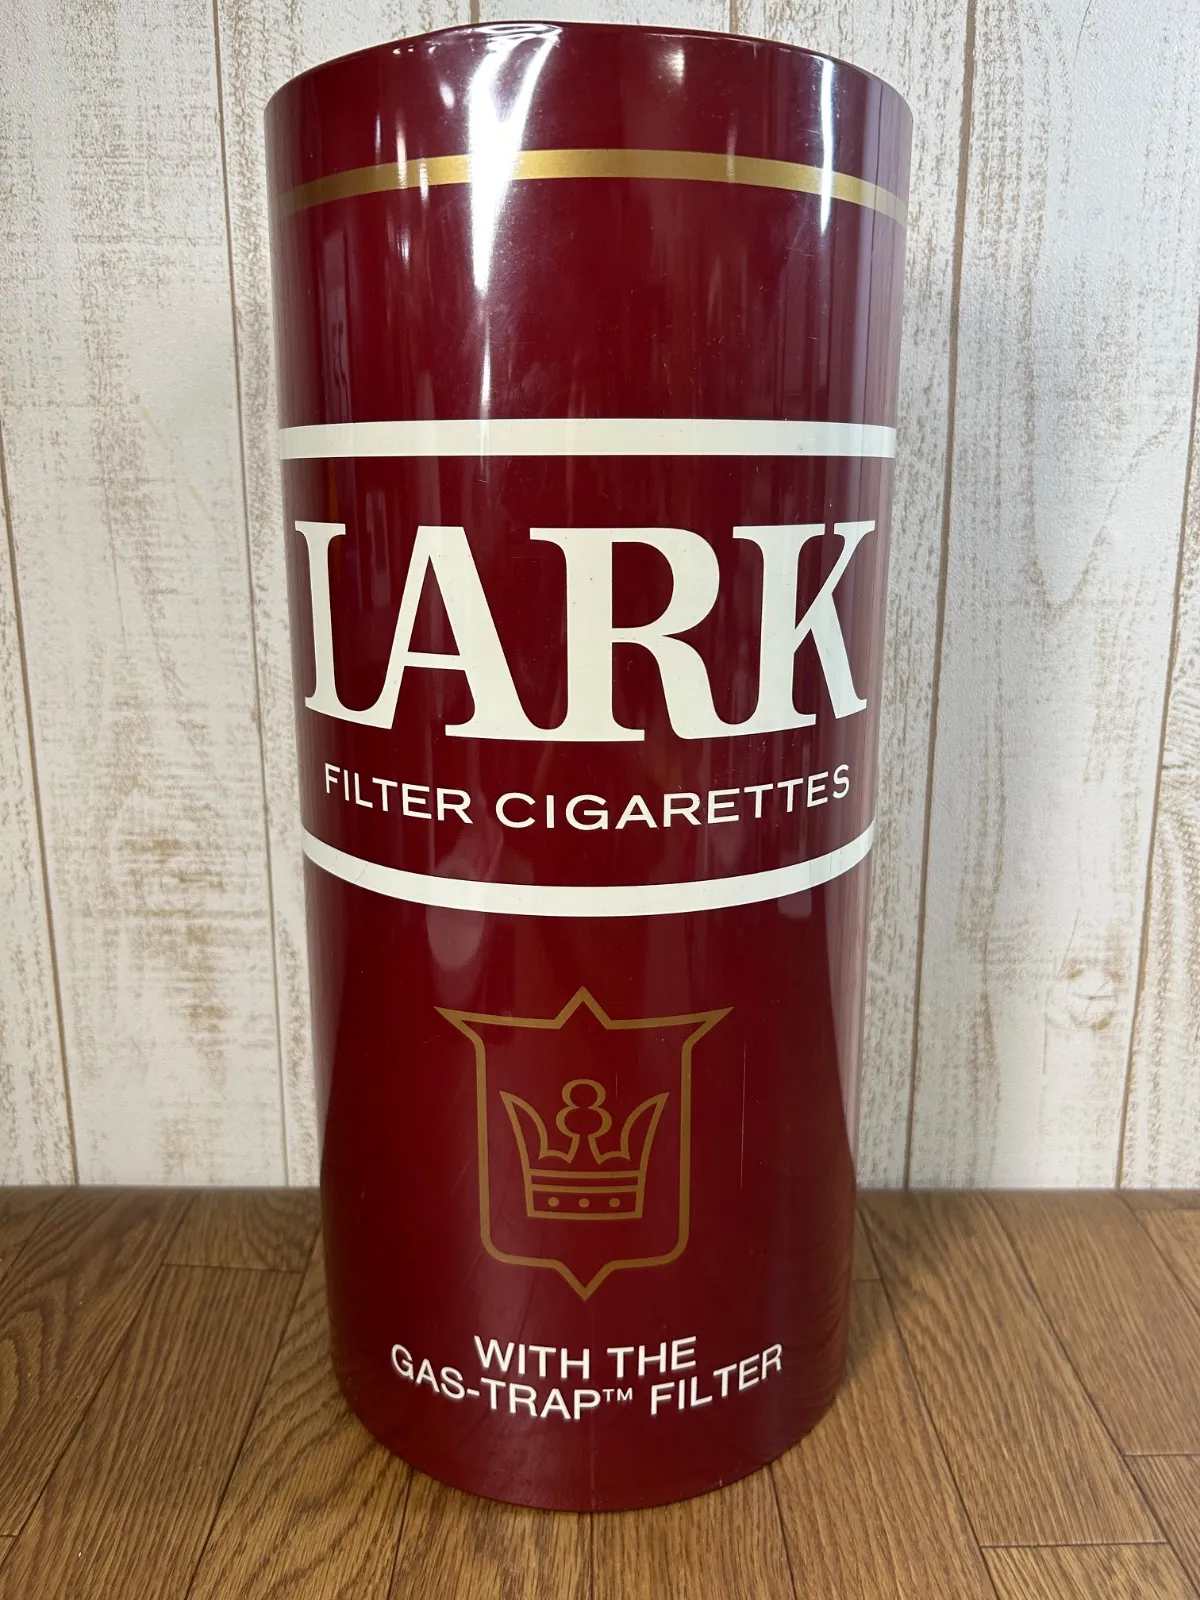 LARK
FILTER CIGARETTES
WITH THE
GAS-TRAP™ FILTER